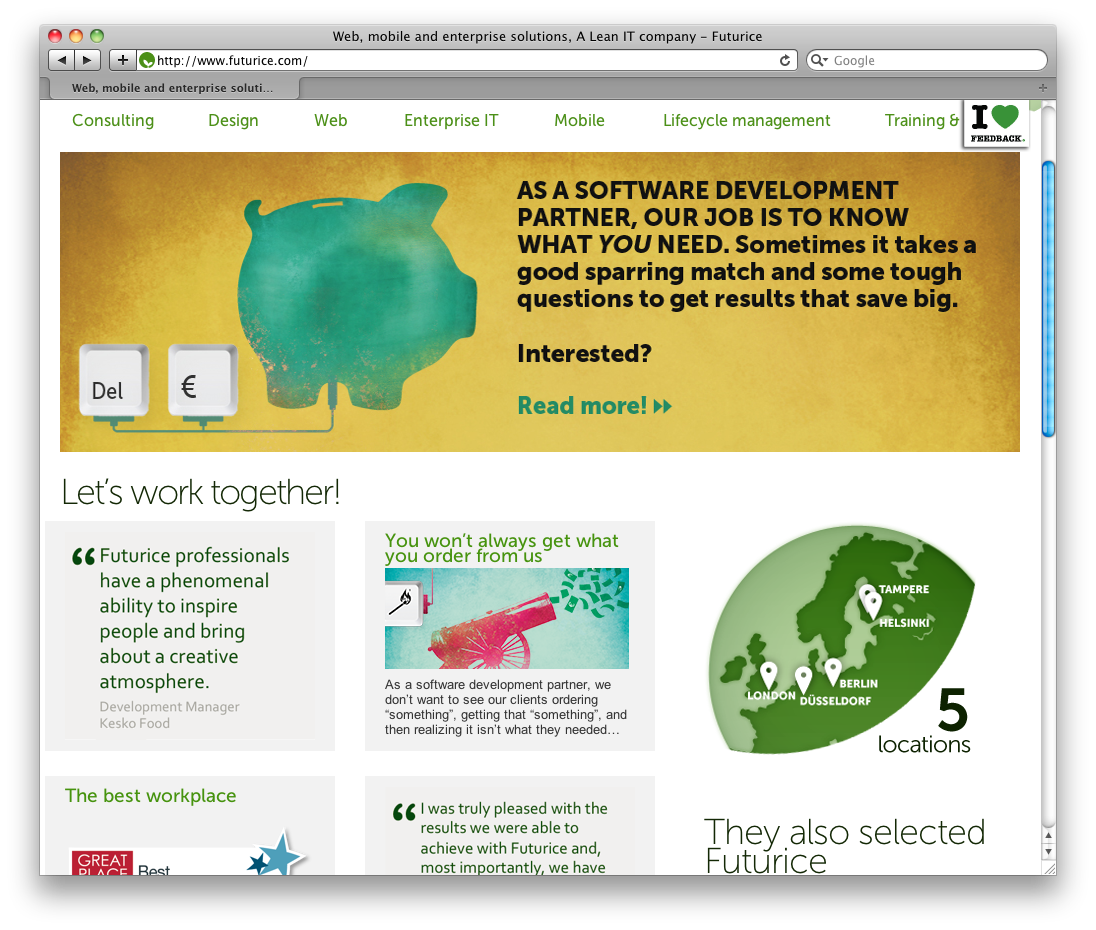 Web, mobile and enterprise solutions, A Lean IT company – Futurice
http://www.futurice.com/
Google
Web, mobile and enterprise soluti...
Consulting
Design
Web
Enterprise IT
Mobile
Lifecycle management
Training &
I
FEEDBACK.
AS A SOFTWARE DEVELOPMENT
PARTNER, OUR JOB IS TO KNOW
WHAT YOU NEED. Sometimes it takes a
good sparring match and some tough
questions to get results that save big.
Interested?
Read more!
Del
€
Let's work together!
“ Futurice professionals
have a phenomenal
ability to inspire
people and bring
about a creative
atmosphere.
Development Manager
Kesko Food
You won't always get what
you order from us
As a software development partner, we
don't want to see our clients ordering
“something”, getting that “something”, and
then realizing it isn't what they needed...
TAMPERE
HELSINKI
BERLIN
LONDON
DÜSSELDORF
5
locations
The best workplace
GREAT
PLACE
Best
“ I was truly pleased with the
results we were able to
achieve with Futurice and,
most importantly, we have
They also selected
Futurice